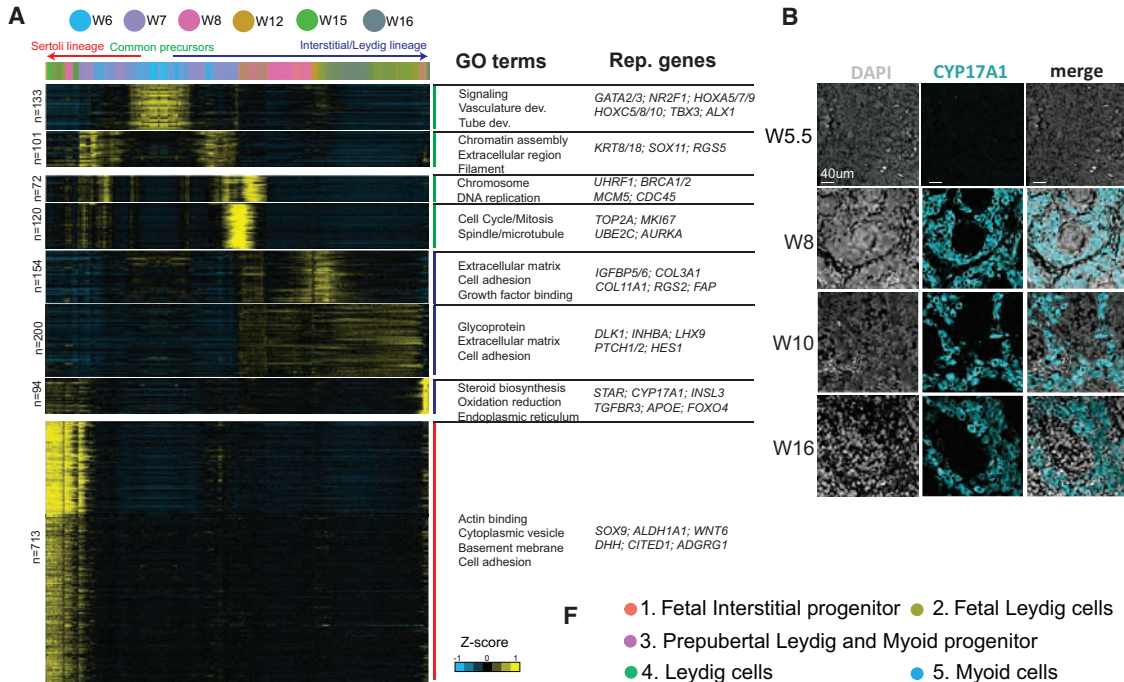 A
W6 W7 W8 W12 W15 W16
Sertoli lineage
Common precursors
Interstitial/Leydig lineage
GO terms
Rep. genes
n=133
Signaling
Vasculature dev.
Tube dev.
GATA2/3; NR2F1; HOXA5/7/9
HOXC5/8/10; TBX3; ALX1
n=101
Chromatin assembly
Extracellular region
Filament
KRT8/18; SOX11; RGS5
n=72
Chromosome
DNA replication
UHRF1; BRCA1/2
MCM5; CDC45
n=120
Cell Cycle/Mitosis
Spindle/microtubule
TOP2A; MKI67
UBE2C; AURKA
n=154
Extracellular matrix
Cell adhesion
Growth factor binding
IGFBP5/6; COL3A1
COL11A1; RGS2; FAP
n=200
Glycoprotein
Extracellular matrix
Cell adhesion
DLK1; INHBA; LHX9
PTCH1/2; HES1
n=94
Steroid biosynthesis
Oxidation reduction
Endoplasmic reticulum
STAR; CYP17A1; INSL3
TGFBR3; APOE; FOXO4
n=713
Actin binding
Cytoplasmic vesicle
Basement mebrane
Cell adhesion
SOX9; ALDH1A1; WNT6
DHH; CITED1; ADGRG1
Z-score
-1 0 1
B
DAPI CYP17A1 merge
W5.5
40um
W8
W10
W16
F
1. Fetal Interstitial progenitor
2. Fetal Leydig cells
3. Prepubertal Leydig and Myoid progenitor
4. Leydig cells
5. Myoid cells